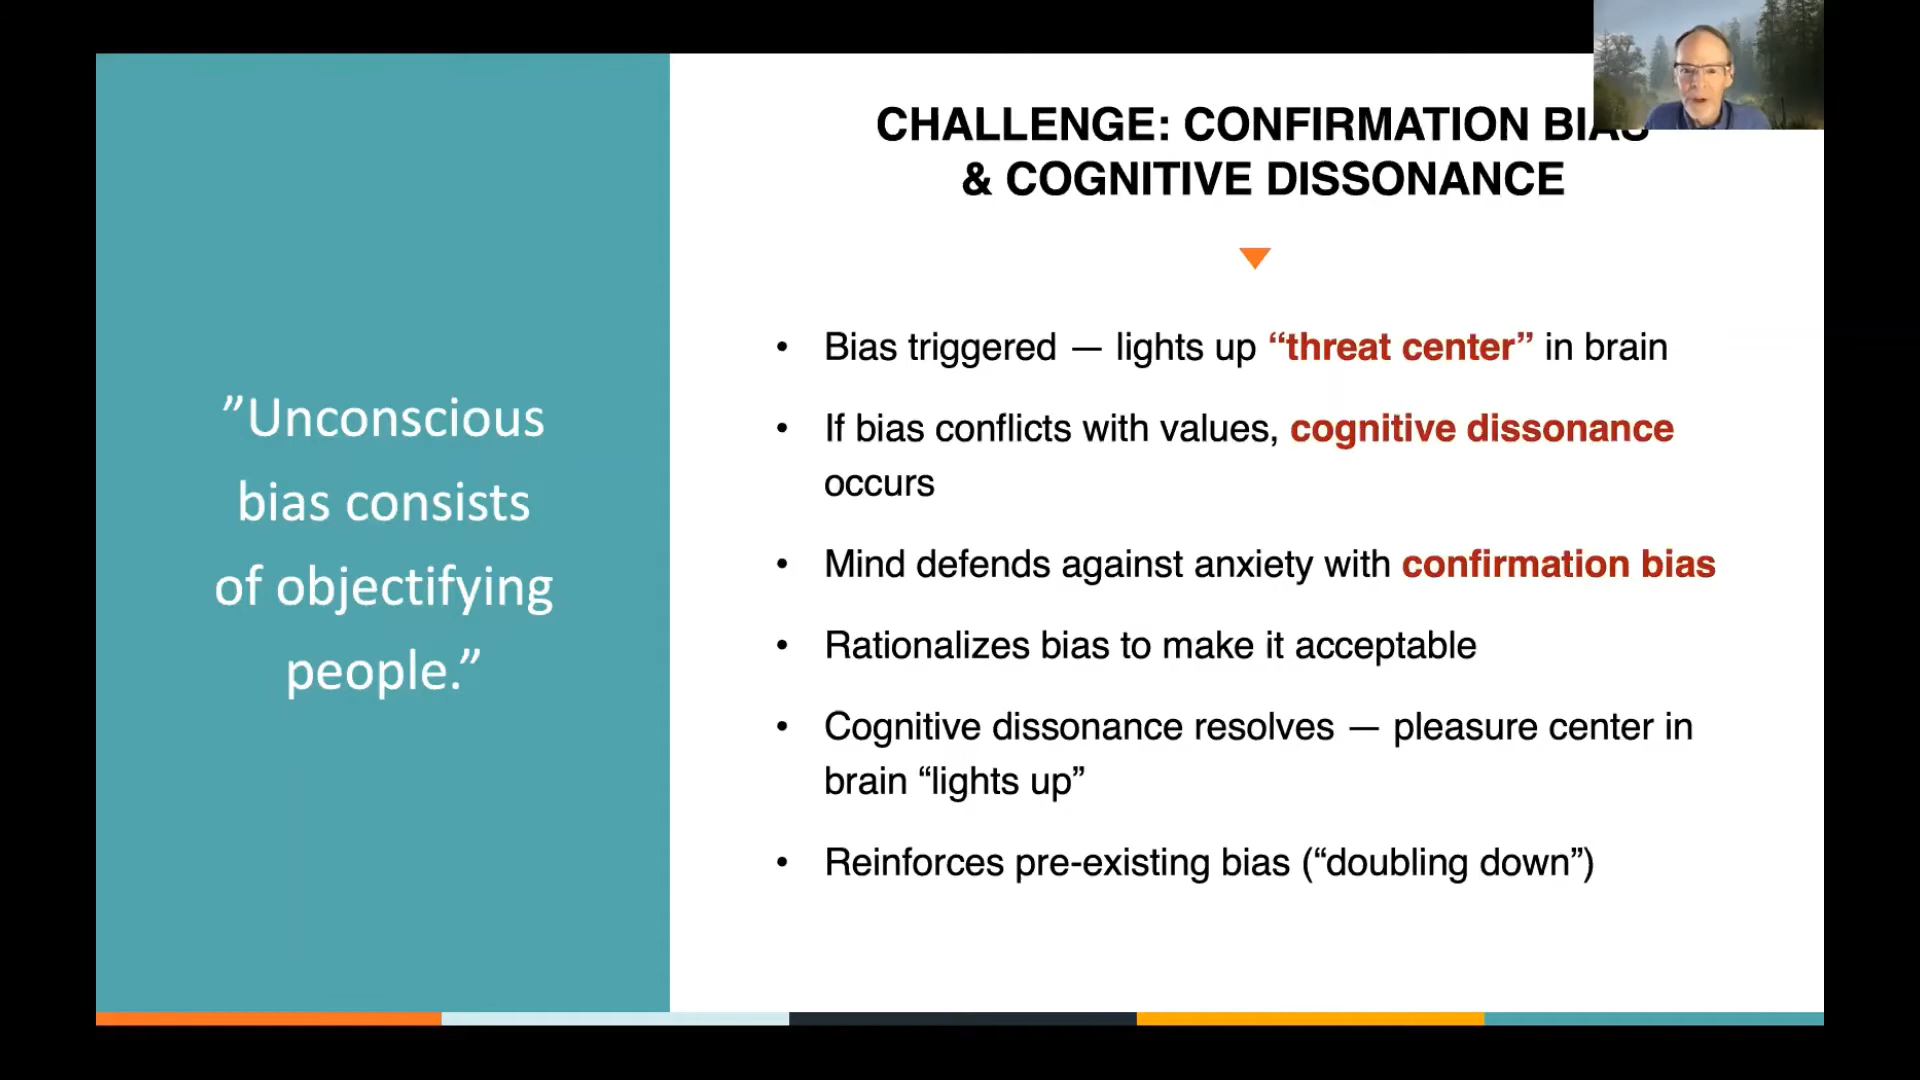 ”Unconscious
bias consists
of objectifying
people.”
CHALLENGE: CONFIRMATION BIAS
& COGNITIVE DISSONANCE
• Bias triggered — lights up “threat center” in brain
• If bias conflicts with values, cognitive dissonance
occurs
• Mind defends against anxiety with confirmation bias
• Rationalizes bias to make it acceptable
• Cognitive dissonance resolves — pleasure center in
brain “lights up”
• Reinforces pre-existing bias (“doubling down”)